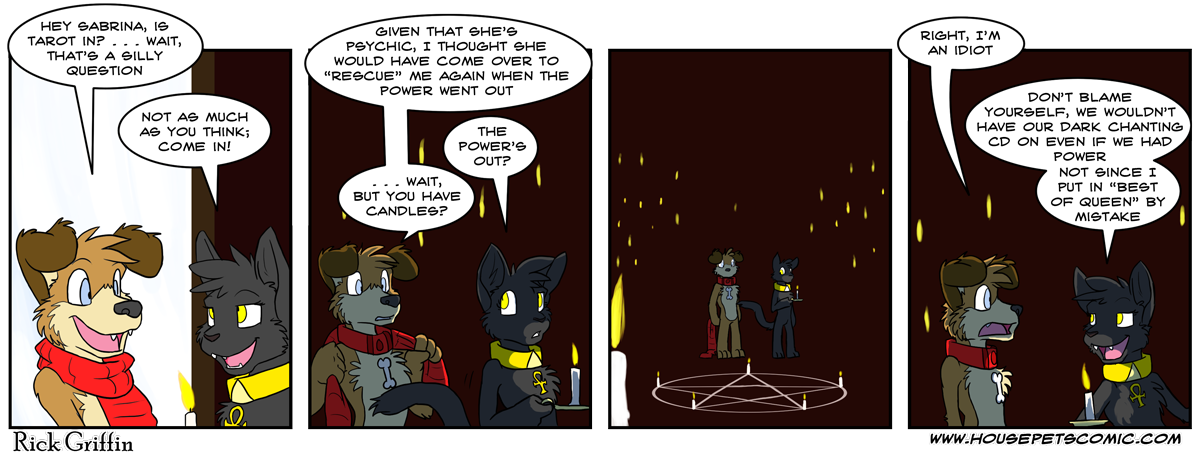 HEY SABRINA, IS
TAROT IN? . . . WAIT,
THAT'S A SILLY
QUESTION
NOT AS MUCH
AS YOU THINK;
COME IN!
GIVEN THAT SHE'S
PSYCHIC, I THOUGHT SHE
WOULD HAVE COME OVER TO
"RESCUE" ME AGAIN WHEN THE
POWER WENT OUT
THE
POWER'S
OUT?
. . . WAIT,
BUT YOU HAVE
CANDLES?
RIGHT, I'M
AN IDIOT
DON'T BLAME
YOURSELF, WE WOULDN'T
HAVE OUR DARK CHANTING
CD ON EVEN IF WE HAD
POWER
NOT SINCE I
PUT IN "BEST
OF QUEEN" BY
MISTAKE
Rick Griffin
WWW.HOUSEPETSCOMIC.COM